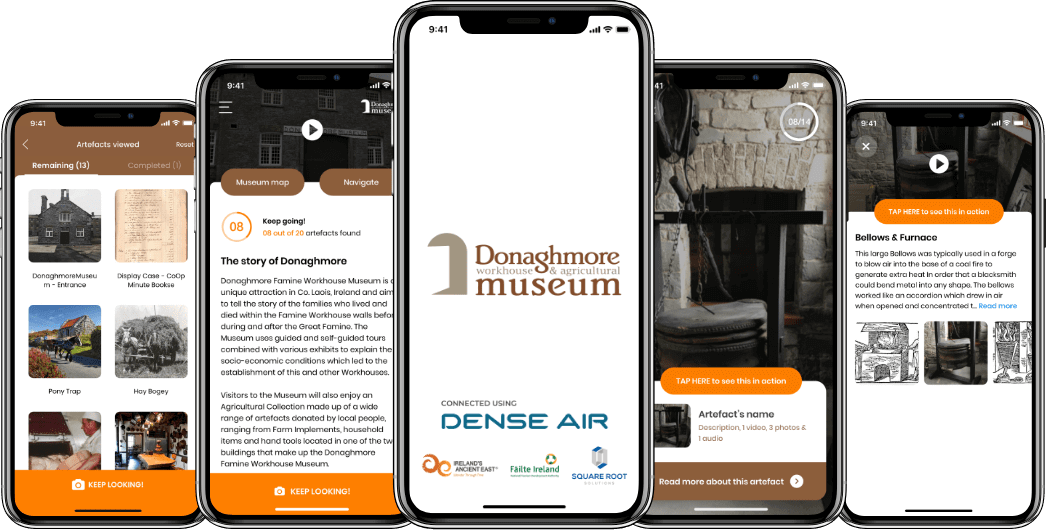 9:41
Artefacts viewed
Reset
Remaining (13)
Completed (1)
DonaghmoreMuseu
m - Entrance
Display Case - CoOp
Minute Bookse
Pony Trap
Hay Bogey
KEEP LOOKING!
9:41
Donaghm
museu
Museum map
Navigate
08
Keep going!
08 out of 20 artefacts found
The story of Donaghmore
Donaghmore Famine Workhouse Museum is a
unique attraction in Co. Laois, Ireland and aim
to tell the story of the families who lived and
died within the Famine Workhouse walls befor
during and after the Great Famine. The
Museum uses guided and self-guided tours
combined with various exhibits to explain the
socio-economic conditions which led to the
establishment of this and other Workhouses.
Visitors to the Museum will also enjoy an
Agricultural Collection made up of a wide
range of artefacts donated by local people,
ranging from Farm Implements, household
items and hand tools located in one of the tw
buildings that make up the Donaghmore
Famine Workhouse Museum.
KEEP LOOKING!
9:41
Donaghmore
workhouse & agricultural
museum
CONNECTED USING
DENSE AIR
IRELAND'S
ANCIENT EAST
Fáilte Ireland
SQUARE ROOT
SOLUTIONS
9:41
08/14
TAP HERE to see this in action
Artefact's name
Description, 1 video, 3 photos &
1 audio
Read more about this artefact
9:41
TAP HERE to see this in action
Bellows & Furnace
This large Bellows was typically used in a forge
to blow air into the base of a coal fire to
generate extra heat In order that a blacksmith
could bend metal into any shape. The bellows
worked like an accordion which drew in air
when opened and concentrated t... Read more